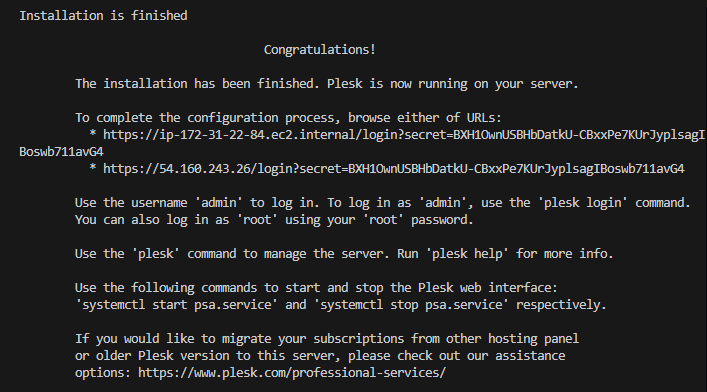 Installation is finished
Congratulations!
The installation has been finished. Plesk is now running on your server.
To complete the configuration process, browse either of URLs:
* https://ip-172-31-22-84.ec2.internal/login?secret=BXH1OwnUSBHbDatkU-CBxxPe7KUrJyplsagI
Boswb711avG4
* https://54.160.243.26/login?secret=BXH1OwnUSBHbDatkU-CBxxPe7KUrJyplsagIBoswb711avG4
Use the username 'admin' to log in. To log in as 'admin', use the 'plesk login' command.
You can also log in as 'root' using your 'root' password.
Use the 'plesk' command to manage the server. Run 'plesk help' for more info.
Use the following commands to start and stop the Plesk web interface:
'systemctl start psa.service' and 'systemctl stop psa.service' respectively.
If you would like to migrate your subscriptions from other hosting panel
or older Plesk version to this server, please check out our assistance
options: https://www.plesk.com/professional-services/